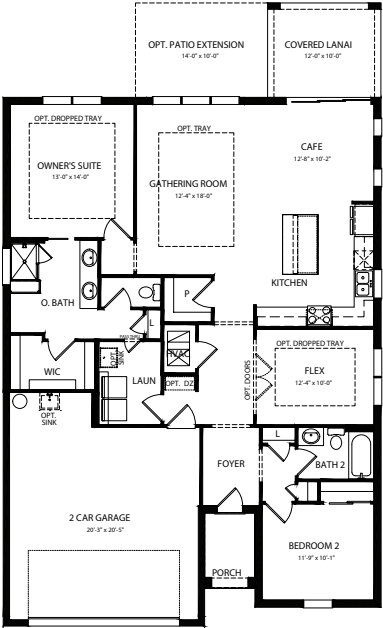 OPT. PATIO EXTENSION
14'-0" x 10'-0"
COVERED LANAI
12'-0" x 10'-0"
OPT. DROPPED TRAY
OWNER'S SUITE
13'-0" x 14'-0"
OPT. TRAY
GATHERING ROOM
12'-4" x 18'-0"
CAFE
12'-8" x 10'-2"
KITCHEN
O. BATH
P
L
WIC
OPT. SINK
LAUN
HVAC
OPT. DZ
OPT. DOORS
OPT. DROPPED TRAY
FLEX
12'-4" x 10'-0"
OPT.
SINK
FOYER
L
BATH 2
2 CAR GARAGE
20'-3" x 20'-5"
BEDROOM 2
11'-9" x 10'-1"
PORCH